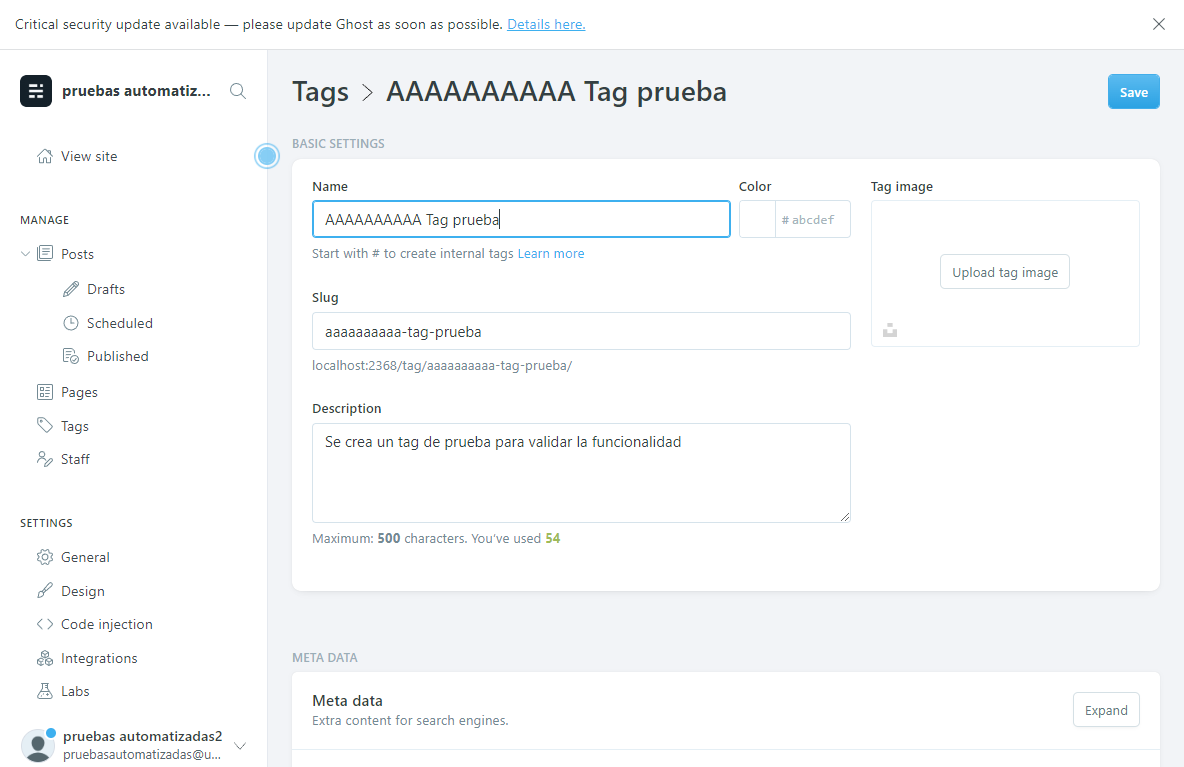 Critical security update available — please update Ghost as soon as possible. Details here.
pruebas automatiz...
View site
MANAGE
Posts
Drafts
Scheduled
Published
Pages
Tags
Staff
SETTINGS
General
Design
Code injection
Integrations
Labs
pruebas automatizadas2
pruebasautomatizadas@u...
Tags > AAAAAAAAAA Tag prueba
Save
BASIC SETTINGS
Name
AAAAAAAAAA Tag prueba
Start with # to create internal tags Learn more
Color
# abcdef
Tag image
Upload tag image
Slug
aaaaaaaaaa-tag-prueba
localhost:2368/tag/aaaaaaaaaa-tag-prueba/
Description
Se crea un tag de prueba para validar la funcionalidad
Maximum: 500 characters. You've used 54
META DATA
Meta data
Extra content for search engines.
Expand